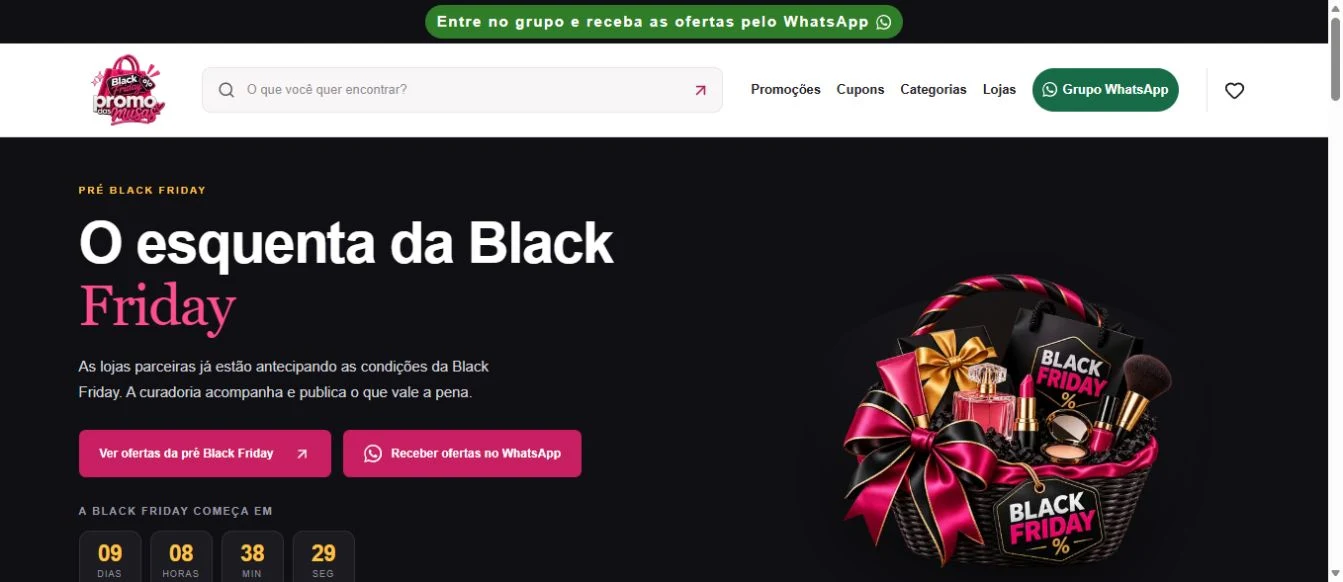 Entre no grupo e receba as ofertas pelo WhatsApp
Black
Friday
promo
das Musas
O que você quer encontrar?
Promoções
Cupons
Categorias
Lojas
Grupo WhatsApp
PRÉ BLACK FRIDAY
O esquenta da Black
Friday
As lojas parceiras já estão antecipando as condições da Black
Friday. A curadoria acompanha e publica o que vale a pena.
Ver ofertas da pré Black Friday
Receber ofertas no WhatsApp
A BLACK FRIDAY COMEÇA EM
09 08 38 29
DIAS HORAS MIN SEG
BLACK
FRIDAY
%
BLACK
FRIDAY
%